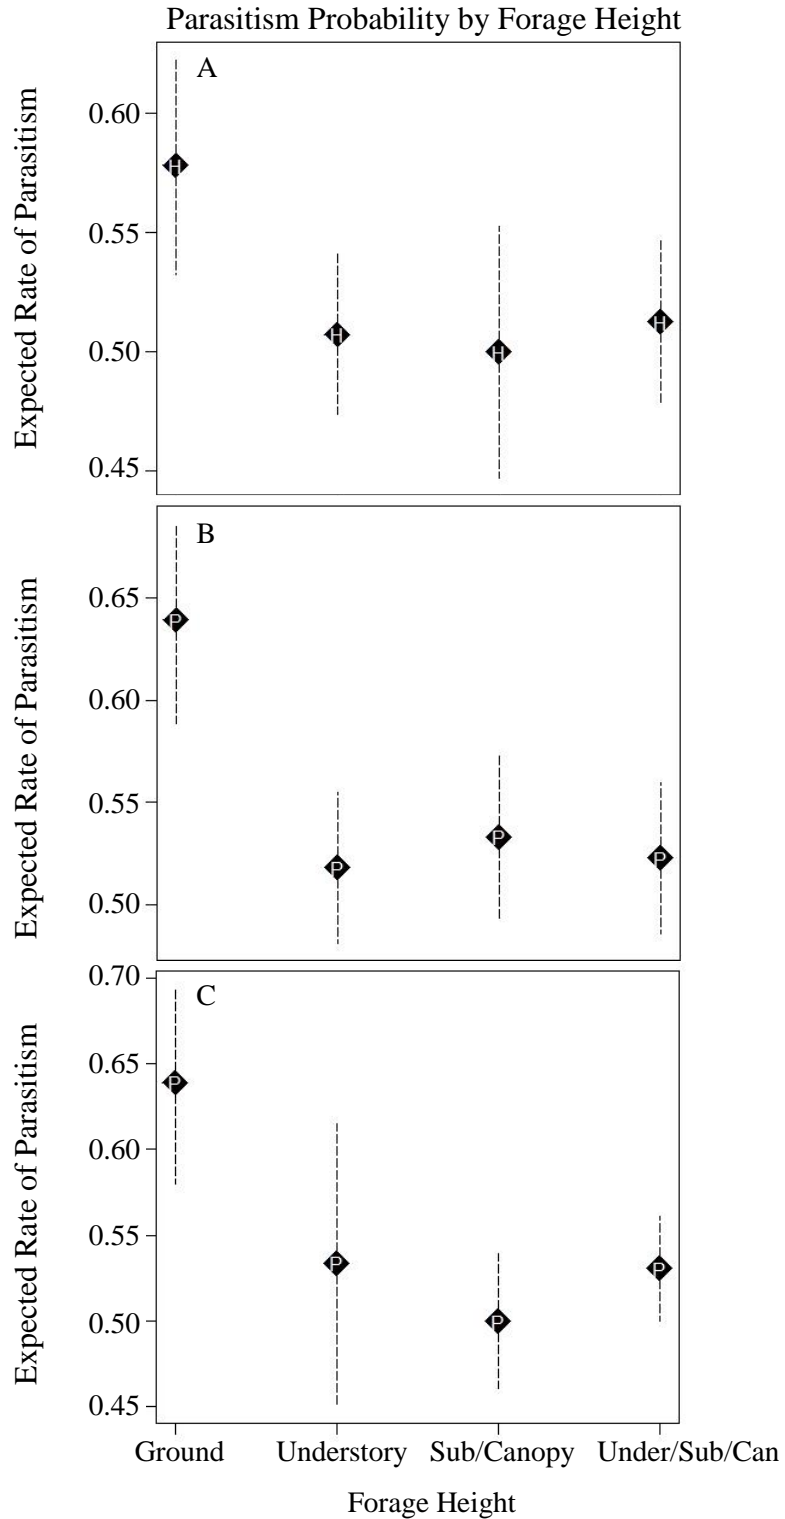 Parasitism Probability by Forage Height
A
Expected Rate of Parasitism
0.60
0.55
0.50
0.45
H
H
H
H
B
Expected Rate of Parasitism
0.65
0.60
0.55
0.50
P
P
P
P
C
Expected Rate of Parasitism
0.70
0.65
0.60
0.55
0.50
0.45
P
P
P
P
Ground Understory Sub/Canopy Under/Sub/Can
Forage Height